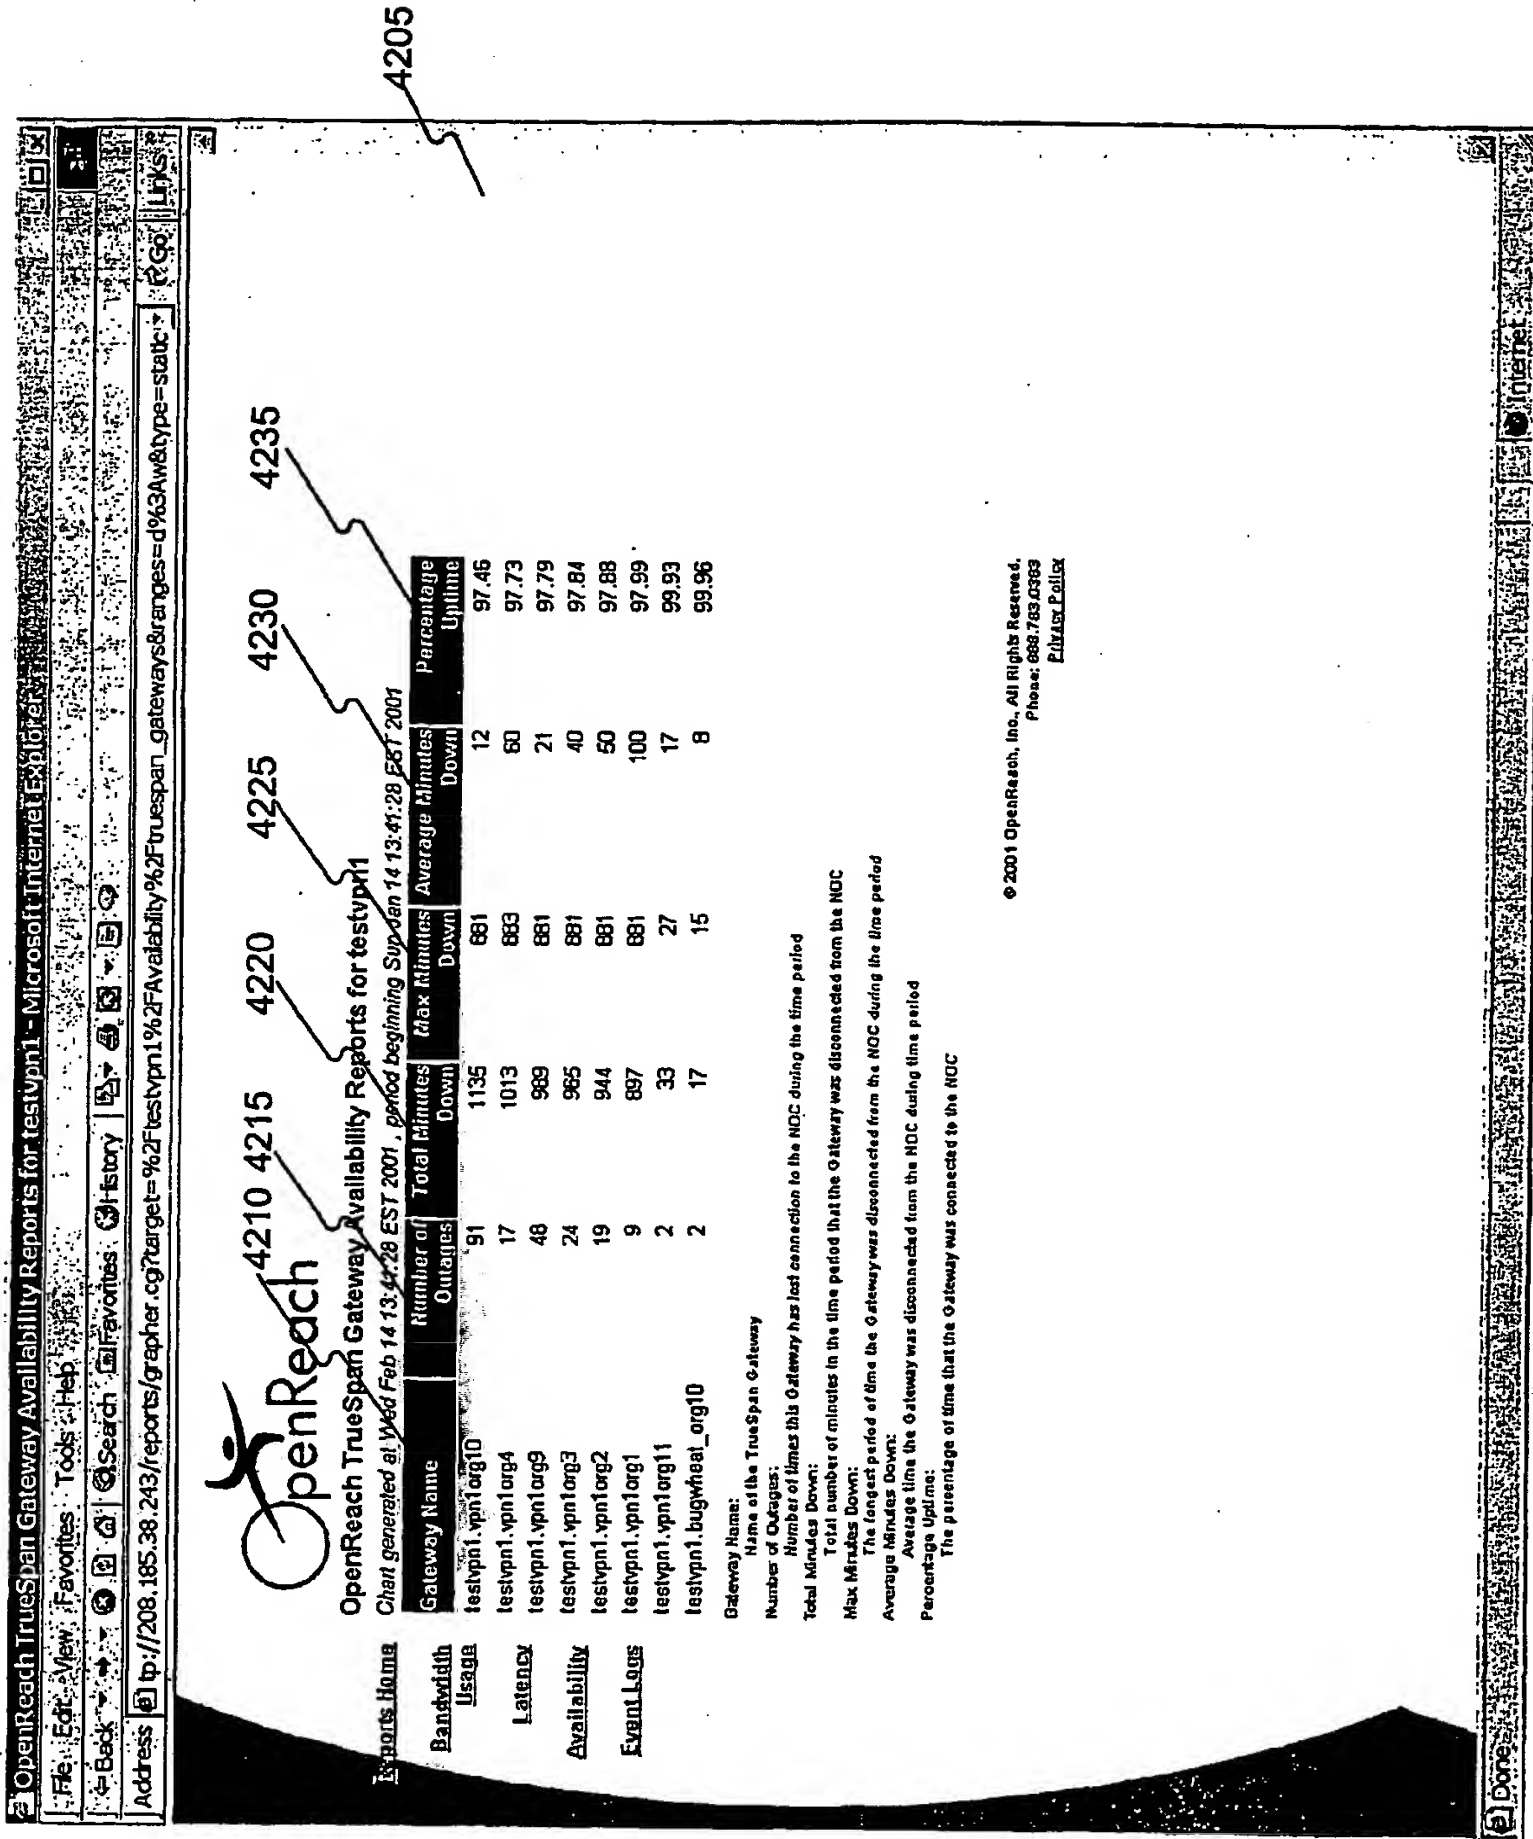 OpenReach TrueSpan Gateway Availability Reports for testvpn1 - Microsoft Internet Explorer
File Edit View Favorites Tools Help
Back Search Favorites History
Address tp://208.185.38.243/reports/grapher.cgi?target=%2Ftestvpn1%2FAvailability%2Ftruespan_gateways&ranges=d%3Aw&type=static Go Links
4205
4210 4215 4220 4225 4230 4235
OpenReach
OpenReach TrueSpan Gateway Availability Reports for testvpn1
Chart generated at Wed Feb 14 13:41:28 EST 2001 , period beginning Sun Jan 14 13:41:28 EST 2001
Reports Home
Bandwidth Usage
Latency
Availability
Event Logs
Gateway Name Number of Outages Total Minutes Down Max Minutes Down Average Minutes Down Percentage Uptime
testvpn1.vpn1org10 91 1135 881 12 97.46
testvpn1.vpn1org4 17 1013 883 60 97.73
testvpn1.vpn1org9 48 989 881 21 97.79
testvpn1.vpn1org3 24 965 881 40 97.84
testvpn1.vpn1org2 19 944 881 50 97.88
testvpn1.vpn1org1 9 897 881 100 97.99
testvpn1.vpn1org11 2 33 27 17 99.93
testvpn1.bugwheat_org10 2 17 15 8 99.96
Gateway Name:
Name of the TrueSpan Gateway
Number of Outages:
Number of times this Gateway has lost connection to the NOC during the time period
Total Minutes Down:
Total number of minutes in the time period that the Gateway was disconnected from the NOC
Max Minutes Down:
The longest period of time the Gateway was disconnected from the NOC during the time period
Average Minutes Down:
Average time the Gateway was disconnected from the NOC during time period
Percentage Uptime:
The percentage of time that the Gateway was connected to the NOC
© 2001 OpenReach, Inc., All Rights Reserved.
Phone: 888.783.0383
Privacy Policy
Done Internet